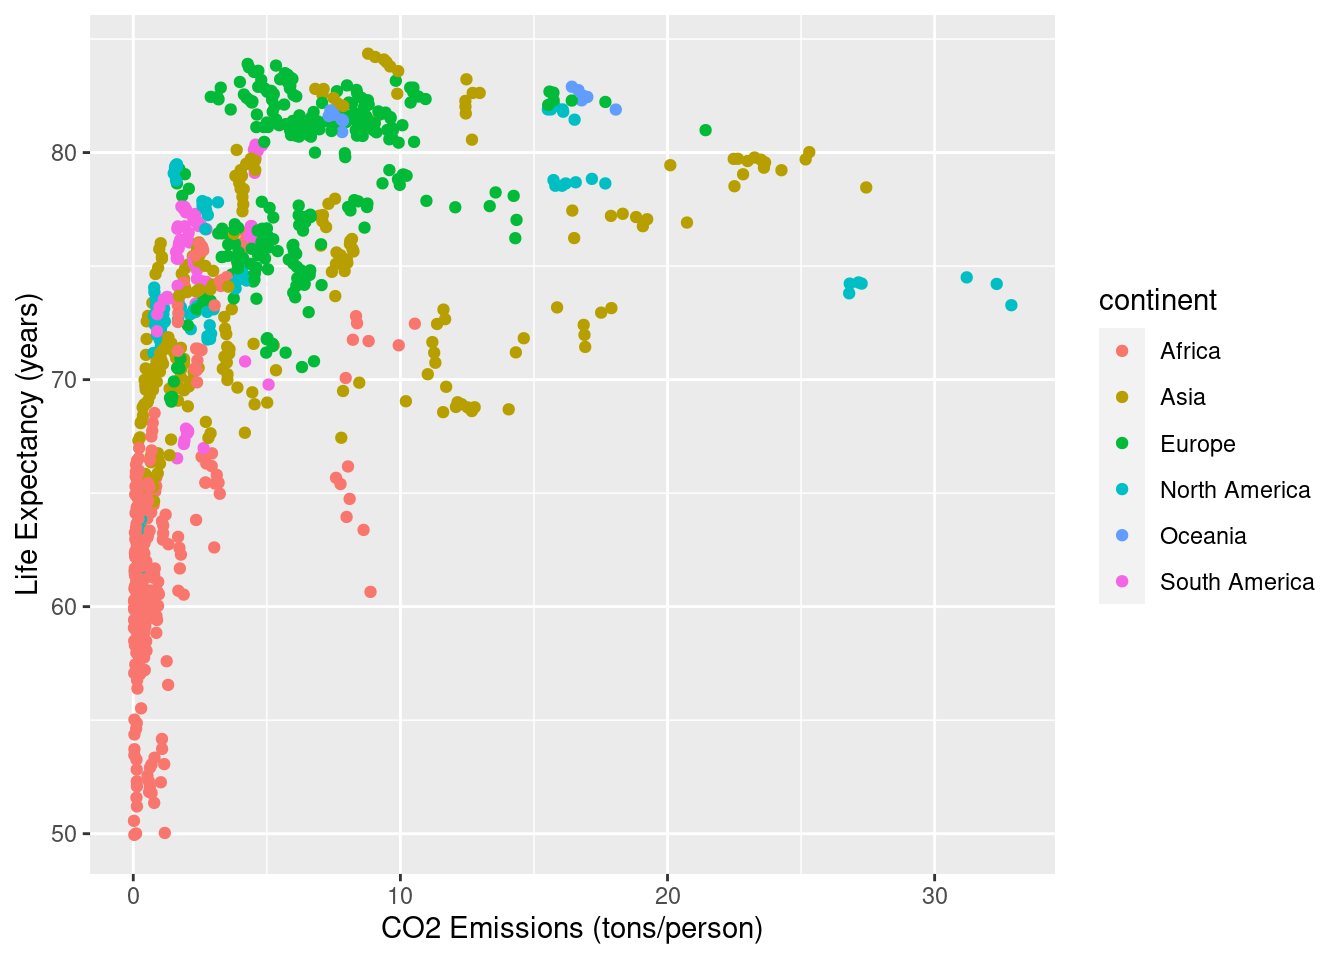 80
70
60
50
Life Expectancy (years)
0 10 20 30
CO2 Emissions (tons/person)
continent
Africa
Asia
Europe
North America
Oceania
South America